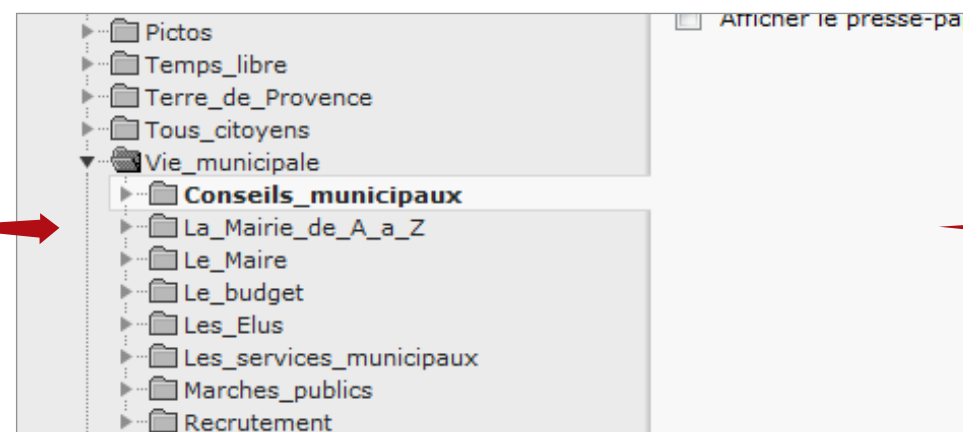 Pictos
Afficher le presse-pa
Temps_libre
Terre_de_Provence
Tous_citoyens
Vie_municipale
Conseils_municipaux
La_Mairie_de_A_a_Z
Le_Maire
Le_budget
Les_Elus
Les_services_municipaux
Marches_publics
Recrutement